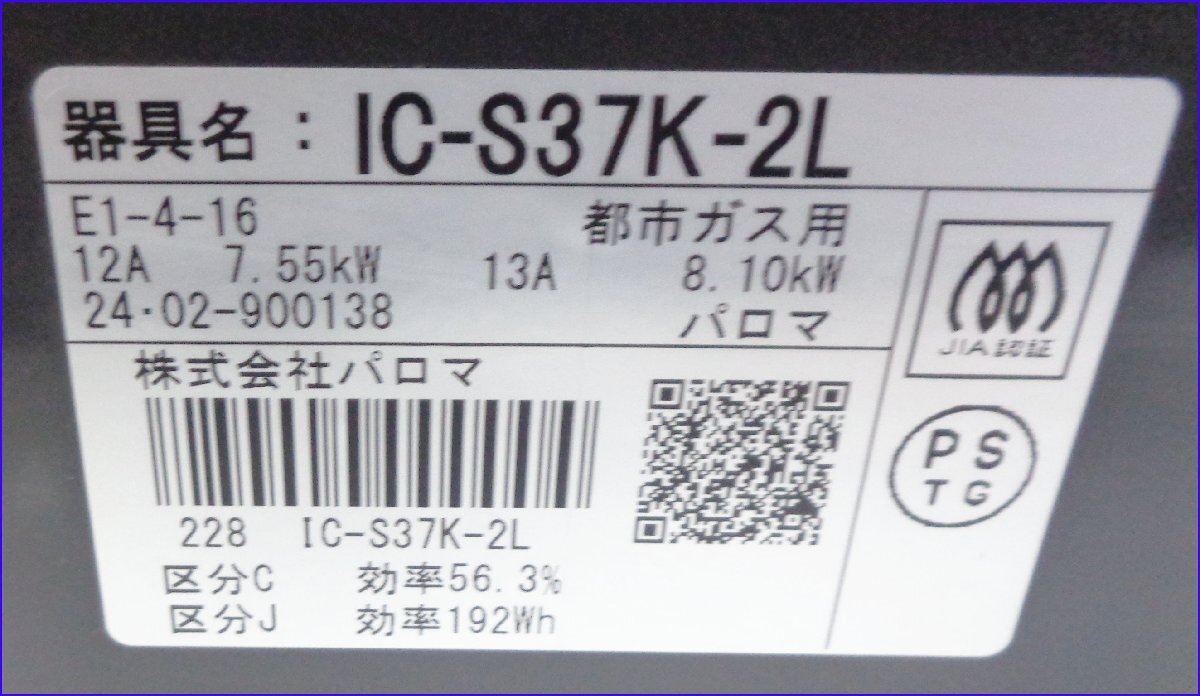 器具名：IC-S37K-2L
E1-4-16 都市ガス用
12A 7.55kW 13A 8.10kW
24・02-900138 パロマ
JIA認証
株式会社パロマ
PS
TG
228 IC-S37K-2L
区分C 効率56.3%
区分J 効率192Wh